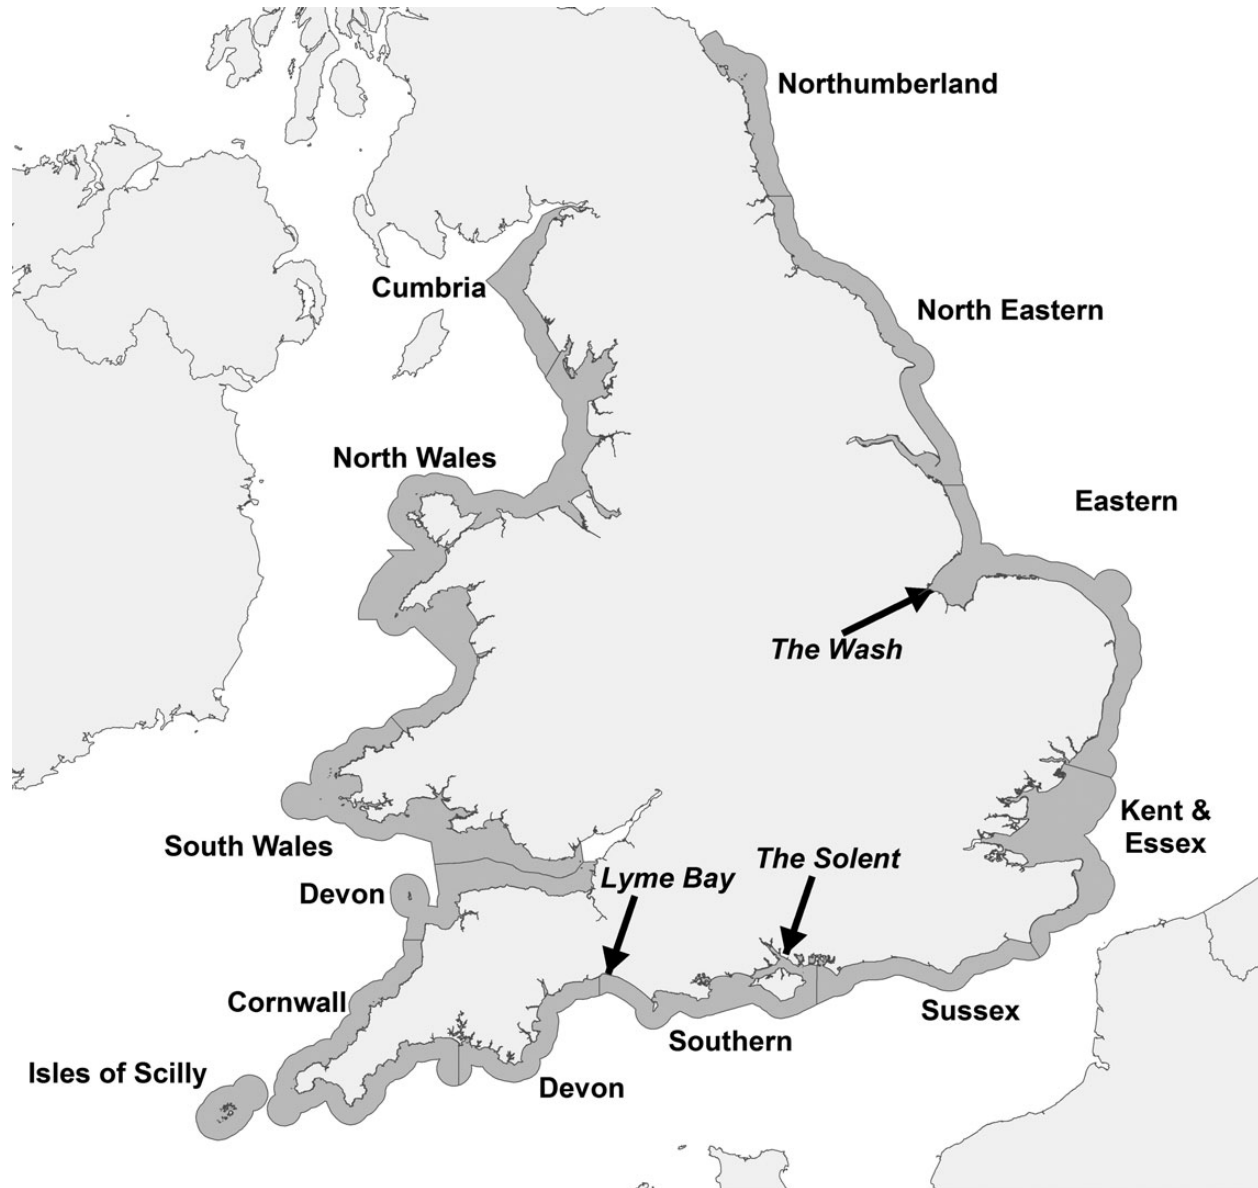 Northumberland
Cumbria
North Eastern
North Wales
Eastern
The Wash
Kent &
Essex
South Wales
The Solent
Lyme Bay
Devon
Cornwall
Sussex
Southern
Isles of Scilly
Devon